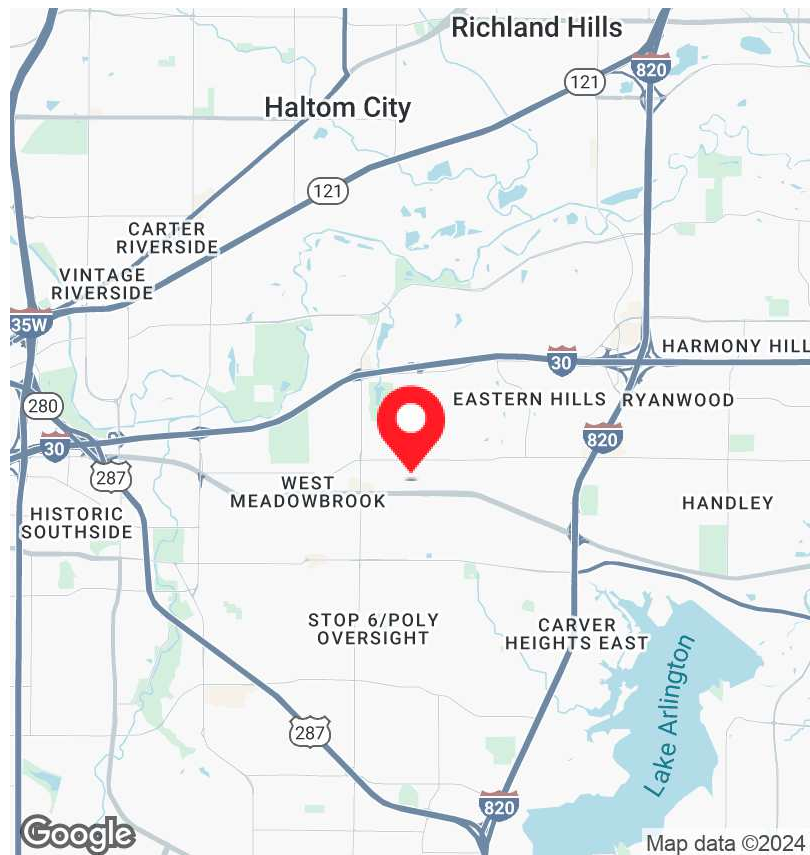 Richland Hills
820
121
Haltom City
121
CARTER
RIVERSIDE
VINTAGE
RIVERSIDE
35W
HARMONY HILL
30
EASTERN HILLS
RYANWOOD
280
820
30
287
WEST
MEADOWBROOK
HANDLEY
HISTORIC
SOUTHSIDE
STOP 6/POLY
OVERSIGHT
CARVER
HEIGHTS EAST
Lake Arlington
287
820
Google
Map data ©2024